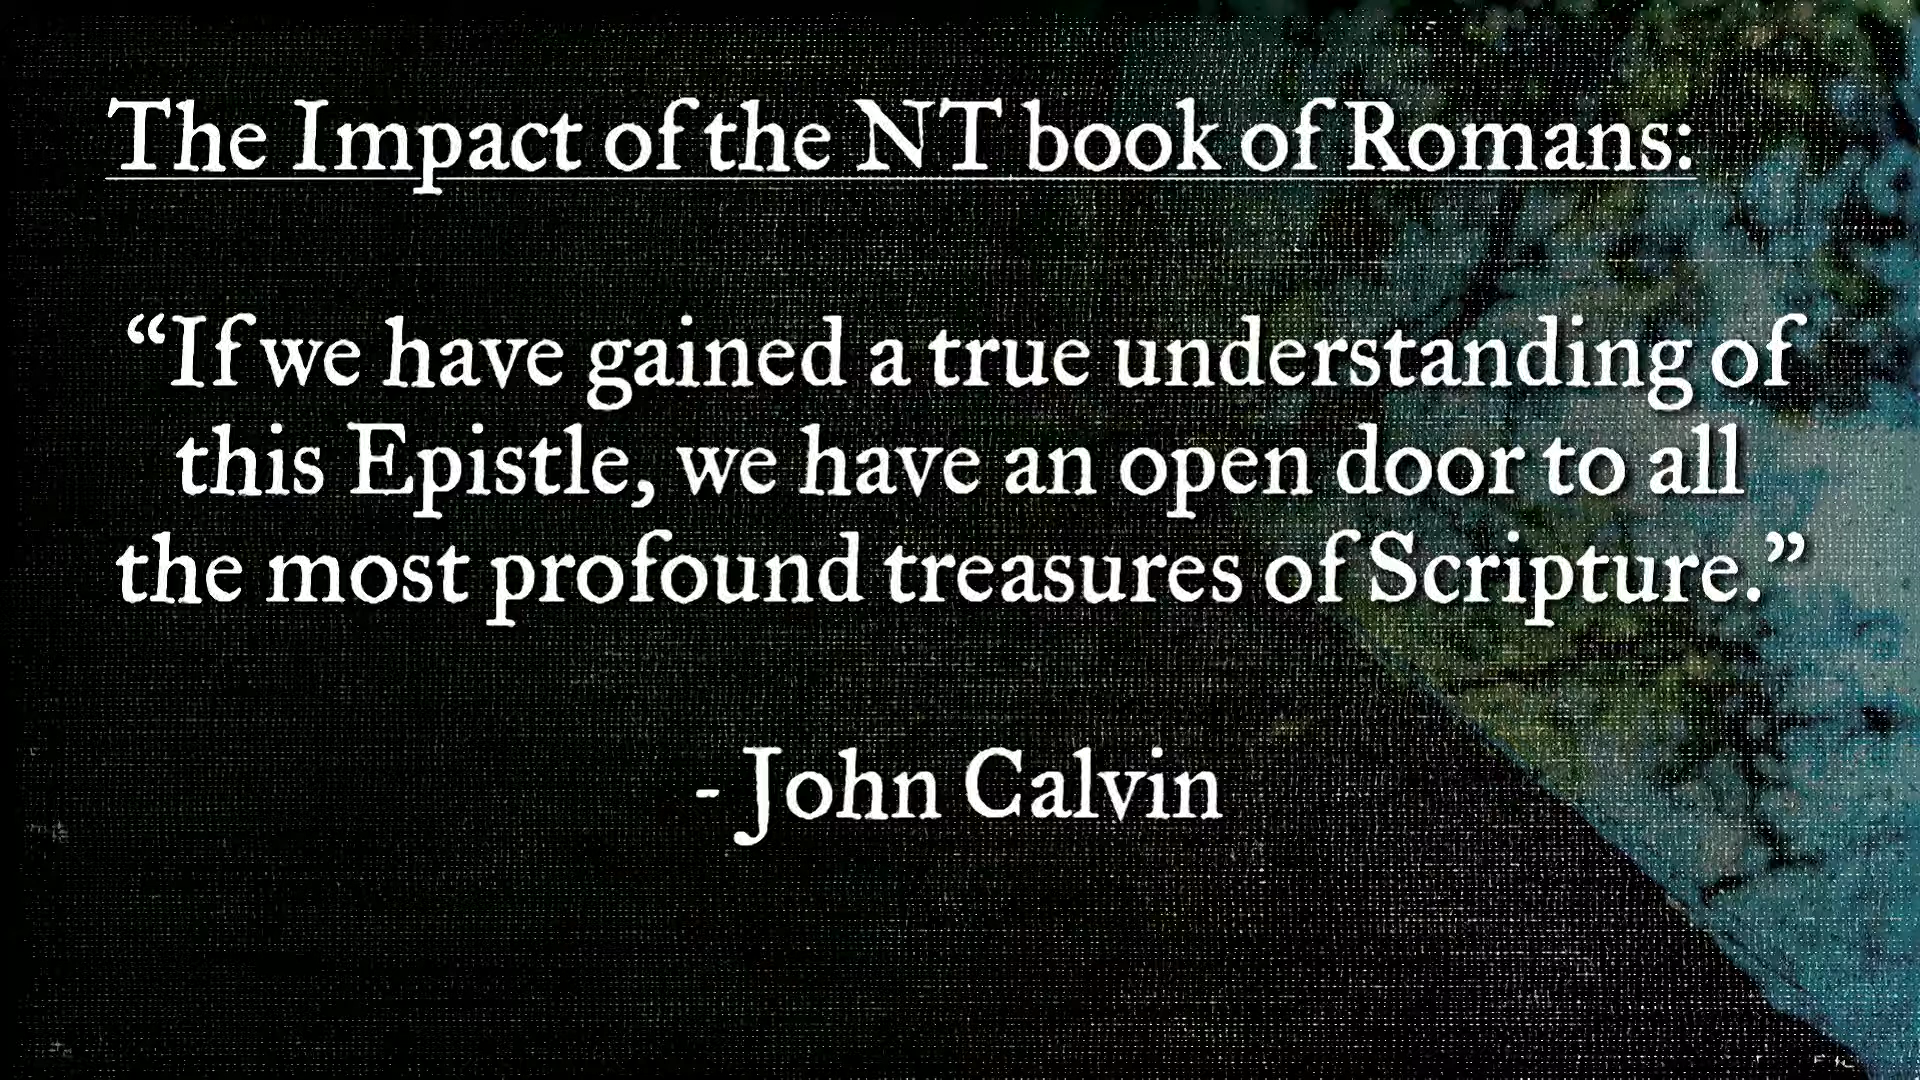 The Impact of the NT book of Romans:
“If we have gained a true understanding of
this Epistle, we have an open door to all
the most profound treasures of Scripture.”
- John Calvin